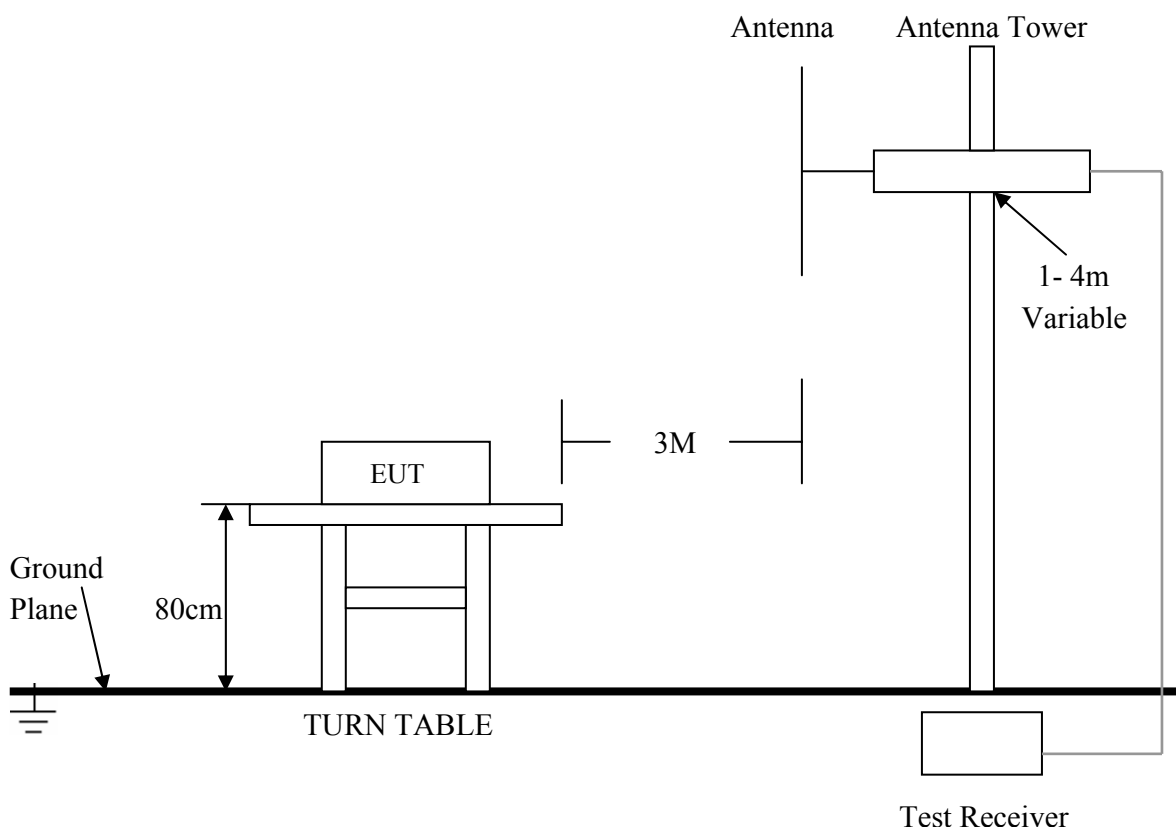 Antenna
Antenna Tower
1- 4m
Variable
3M
EUT
Ground
Plane
80cm
TURN TABLE
Test Receiver